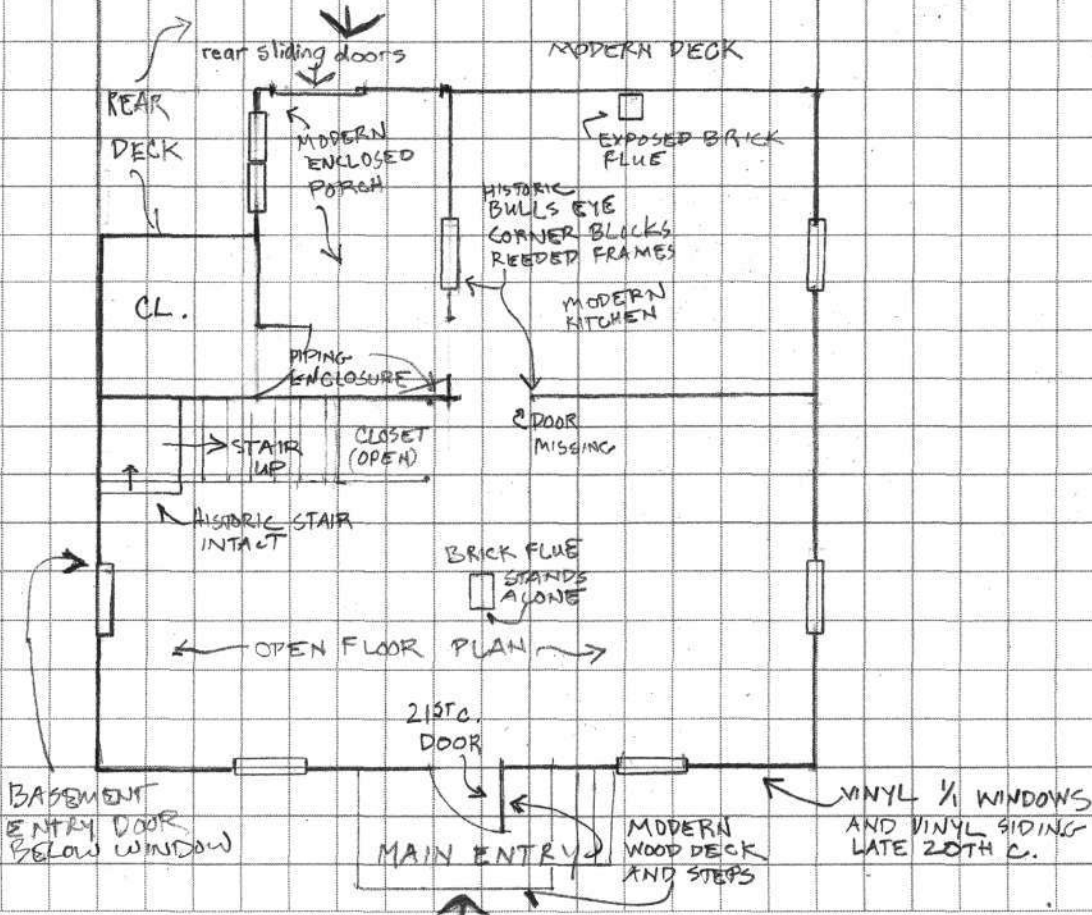 rear sliding doors
MODERN DECK
REAR
DECK
MODERN
ENCLOSED
PORCH
EXPOSED BRICK
FLUE
HISTORIC
BULLS EYE
CORNER BLOCKS
REEDED FRAMES
CL.
MODERN
KITCHEN
PIPING
ENCLOSURE
DOOR
MISSING
STAIR
UP
CLOSET
(OPEN)
HISTORIC STAIR
INTACT
BRICK FLUE
STANDS
ALONE
OPEN FLOOR PLAN
21ST C.
DOOR
BASEMENT
ENTRY DOOR
BELOW WINDOW
MAIN ENTRY
MODERN
WOOD DECK
AND STEPS
VINYL 1/1 WINDOWS
AND VINYL SIDING
LATE 20TH C.